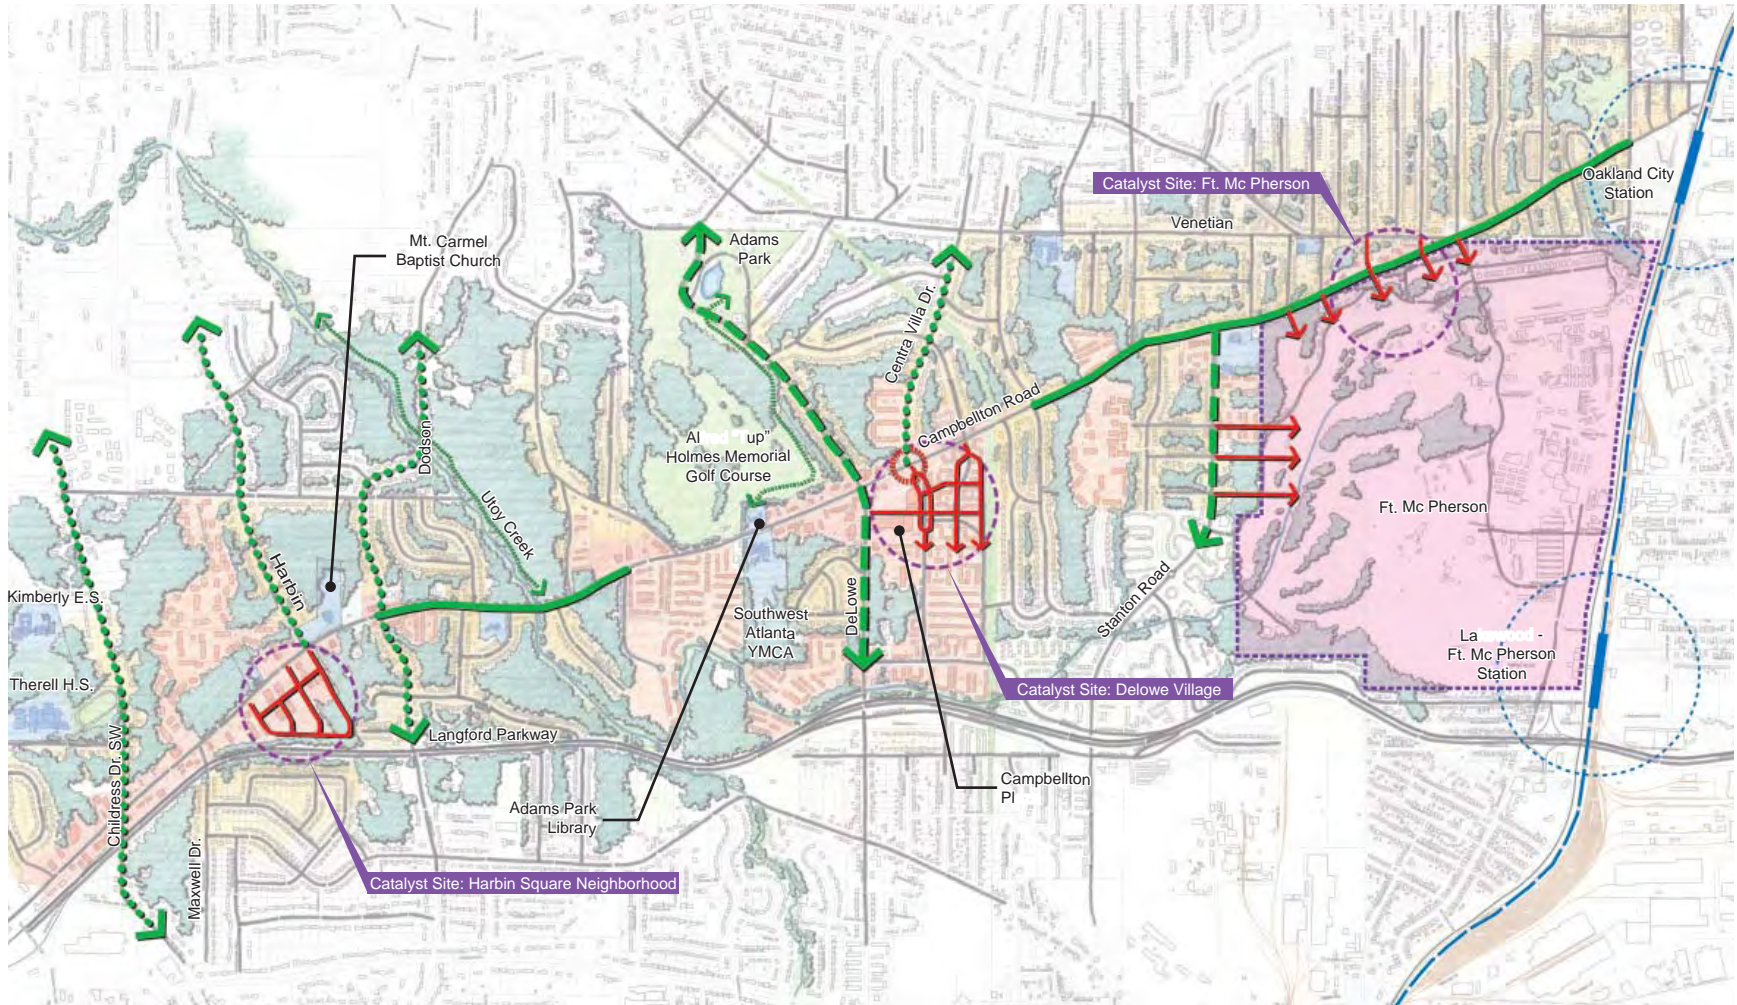 Catalyst Site: Ft. Mc Pherson
Oakland City
Station
Venetian
Mt. Carmel
Baptist Church
Adams
Park
Centra Villa Dr.
Campbellton Road
Dodson
Al "up"
Holmes Memorial
Golf Course
Utoy Creek
Ft. Mc Pherson
Harbin
Kimberly E.S.
Stanton Road
DeLowe
Southwest
Atlanta
YMCA
La -
Ft. Mc Pherson
Station
Therell H.S.
Catalyst Site: Delowe Village
Langford Parkway
Childress Dr. SW
Campbellton
Pl
Adams Park
Library
Maxwell Dr.
Catalyst Site: Harbin Square Neighborhood